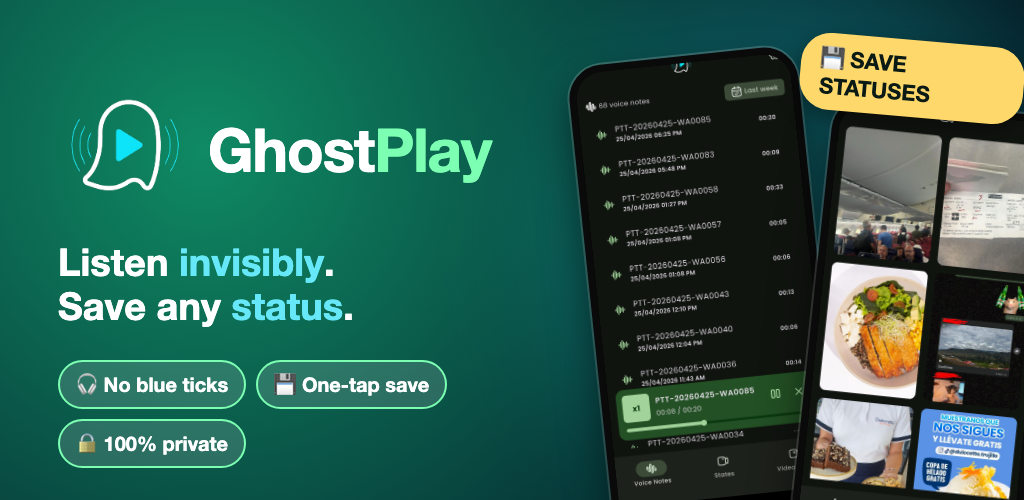 GhostPlay
Listen invisibly.
Save any status.
🎧 No blue ticks
💾 One-tap save
🔒 100% private
68 voice notes
Last week
PTT-20260425-WA0085
00:20
25/04/2026 05:25 PM
PTT-20260425-WA0083
00:09
25/04/2026 05:48 PM
PTT-20260425-WA0058
00:33
25/04/2026 01:27 PM
PTT-20260425-WA0057
00:05
25/04/2026 01:08 PM
PTT-20260425-WA0056
00:06
25/04/2026 01:08 PM
PTT-20260425-WA0043
00:13
25/04/2026 12:10 PM
PTT-20260425-WA0040
00:06
25/04/2026 12:04 PM
PTT-20260425-WA0036
00:14
25/04/2026 11:43 AM
x1
PTT-20260425-WA0085
00:08 / 00:20
PTT-20260425-WA0034
Voice Notes
States
Video
💾 SAVE
STATUSES
MUESTRANOS QUE
NOS SIGUES
Y LLÉVATE GRATIS
COPA DE
HELADO
GRATIS